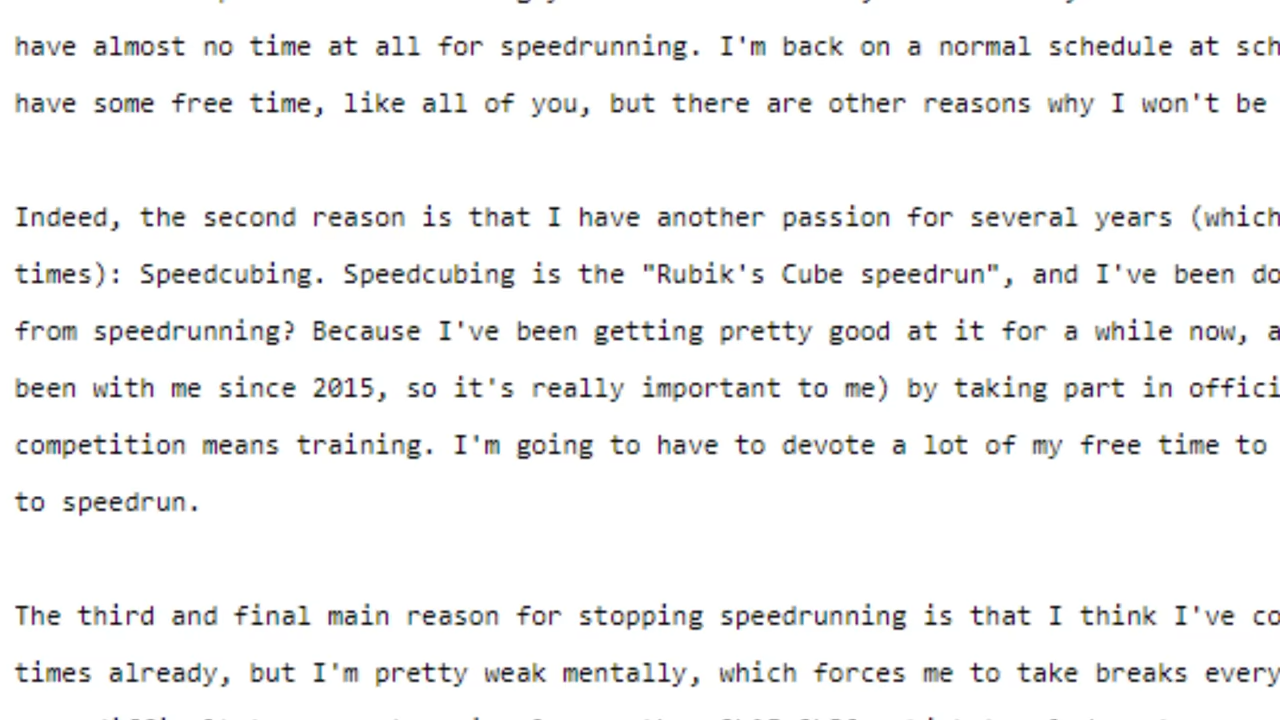 have almost no time at all for speedrunning. I'm back on a normal schedule at
have some free time, like all of you, but there are other reasons why I won't be
Indeed, the second reason is that I have another passion for several years (which
times): Speedcubing. Speedcubing is the "Rubik's Cube speedrun", and I've been
from speedrunning? Because I've been getting pretty good at it for a while now,
been with me since 2015, so it's really important to me) by taking part in
competition means training. I'm going to have to devote a lot of my free time to
to speedrun.
The third and final main reason for stopping speedrunning is that I think I've
times already, but I'm pretty weak mentally, which forces me to take breaks every